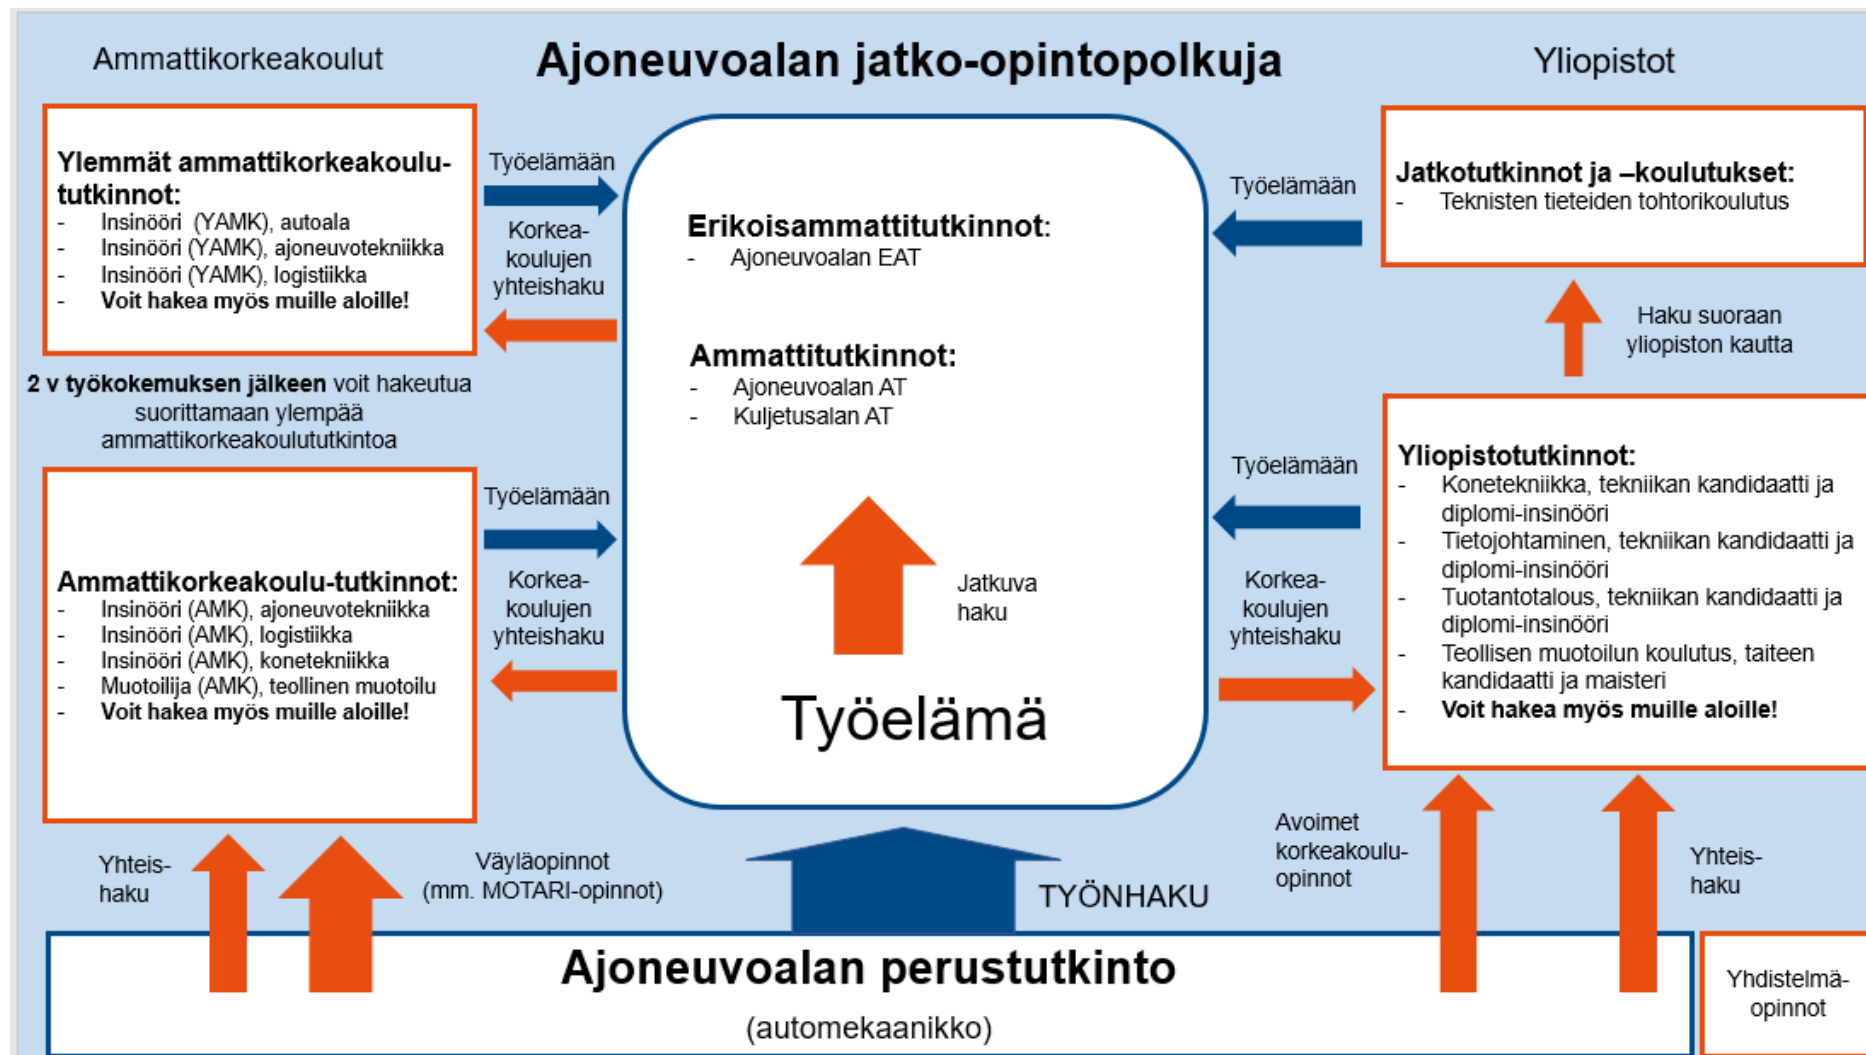 Ammattikorkeakoulut
Ajoneuvoalan jatko-opintopolkuja
Yliopistot
Ylemmät ammattikorkeakoulu-
tutkinnot:
- Insinööri (YAMK), autoala
- Insinööri (YAMK), ajoneuvotekniikka
- Insinööri (YAMK), logistiikka
- Voit hakea myös muille aloille!
Työelämään
Korkea-
koulujen
yhteishaku
2 v työkokemuksen jälkeen voit hakeutua
suorittamaan ylempää
ammattikorkeakoulututkintoa
Ammattikorkeakoulu-tutkinnot:
- Insinööri (AMK), ajoneuvotekniikka
- Insinööri (AMK), logistiikka
- Insinööri (AMK), konetekniikka
- Muotoilija (AMK), teollinen muotoilu
- Voit hakea myös muille aloille!
Työelämään
Korkea-
koulujen
yhteishaku
Erikoisammattitutkinnot:
- Ajoneuvoalan EAT
Ammattitutkinnot:
- Ajoneuvoalan AT
- Kuljetusalan AT
Jatkuva
haku
Työelämä
Työelämään
Jatkotutkinnot ja –koulutukset:
- Teknisten tieteiden tohtorikoulutus
Haku suoraan
yliopiston kautta
Työelämään
Korkea-
koulujen
yhteishaku
Yliopistotutkinnot:
- Konetekniikka, tekniikan kandidaatti ja
diplomi-insinööri
- Tietojohtaminen, tekniikan kandidaatti ja
diplomi-insinööri
- Tuotantotalous, tekniikan kandidaatti ja
diplomi-insinööri
- Teollisen muotoilun koulutus, taiteen
kandidaatti ja maisteri
- Voit hakea myös muille aloille!
Yhteis-
haku
Väyläopinnot
(mm. MOTARI-opinnot)
TYÖNHAKU
Avoimet
korkeakoulu-
opinnot
Yhteis-
haku
Ajoneuvoalan perustutkinto
(automekaanikko)
Yhdistelmä-
opinnot